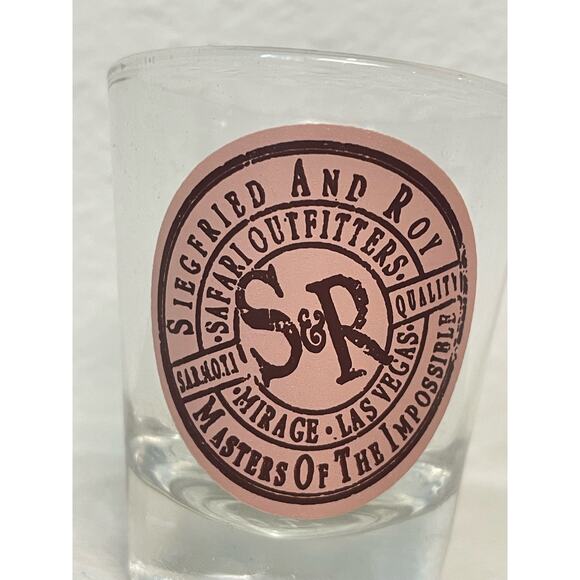 SIEGFRIED AND ROY
·SAFARI OUTFITTERS·
S&R
S.A.R.M.O.T.I
QUALITY
MIRAGE · LAS VEGAS
MASTERS OF THE IMPOSSIBLE